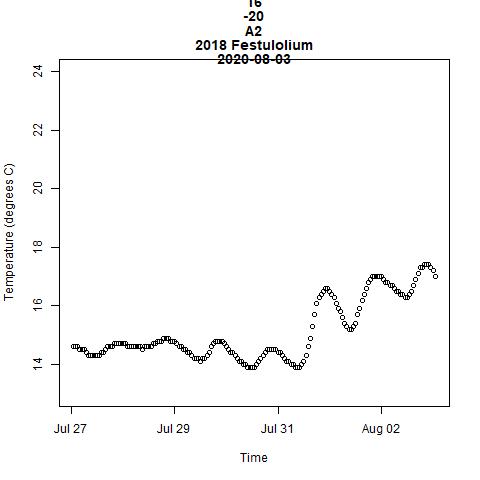 16
-20
A2
2018 Festulolium
2020-08-03
24
22
20
18
16
14
Temperature (degrees C)
Jul 27
Jul 29
Jul 31
Aug 02
Time